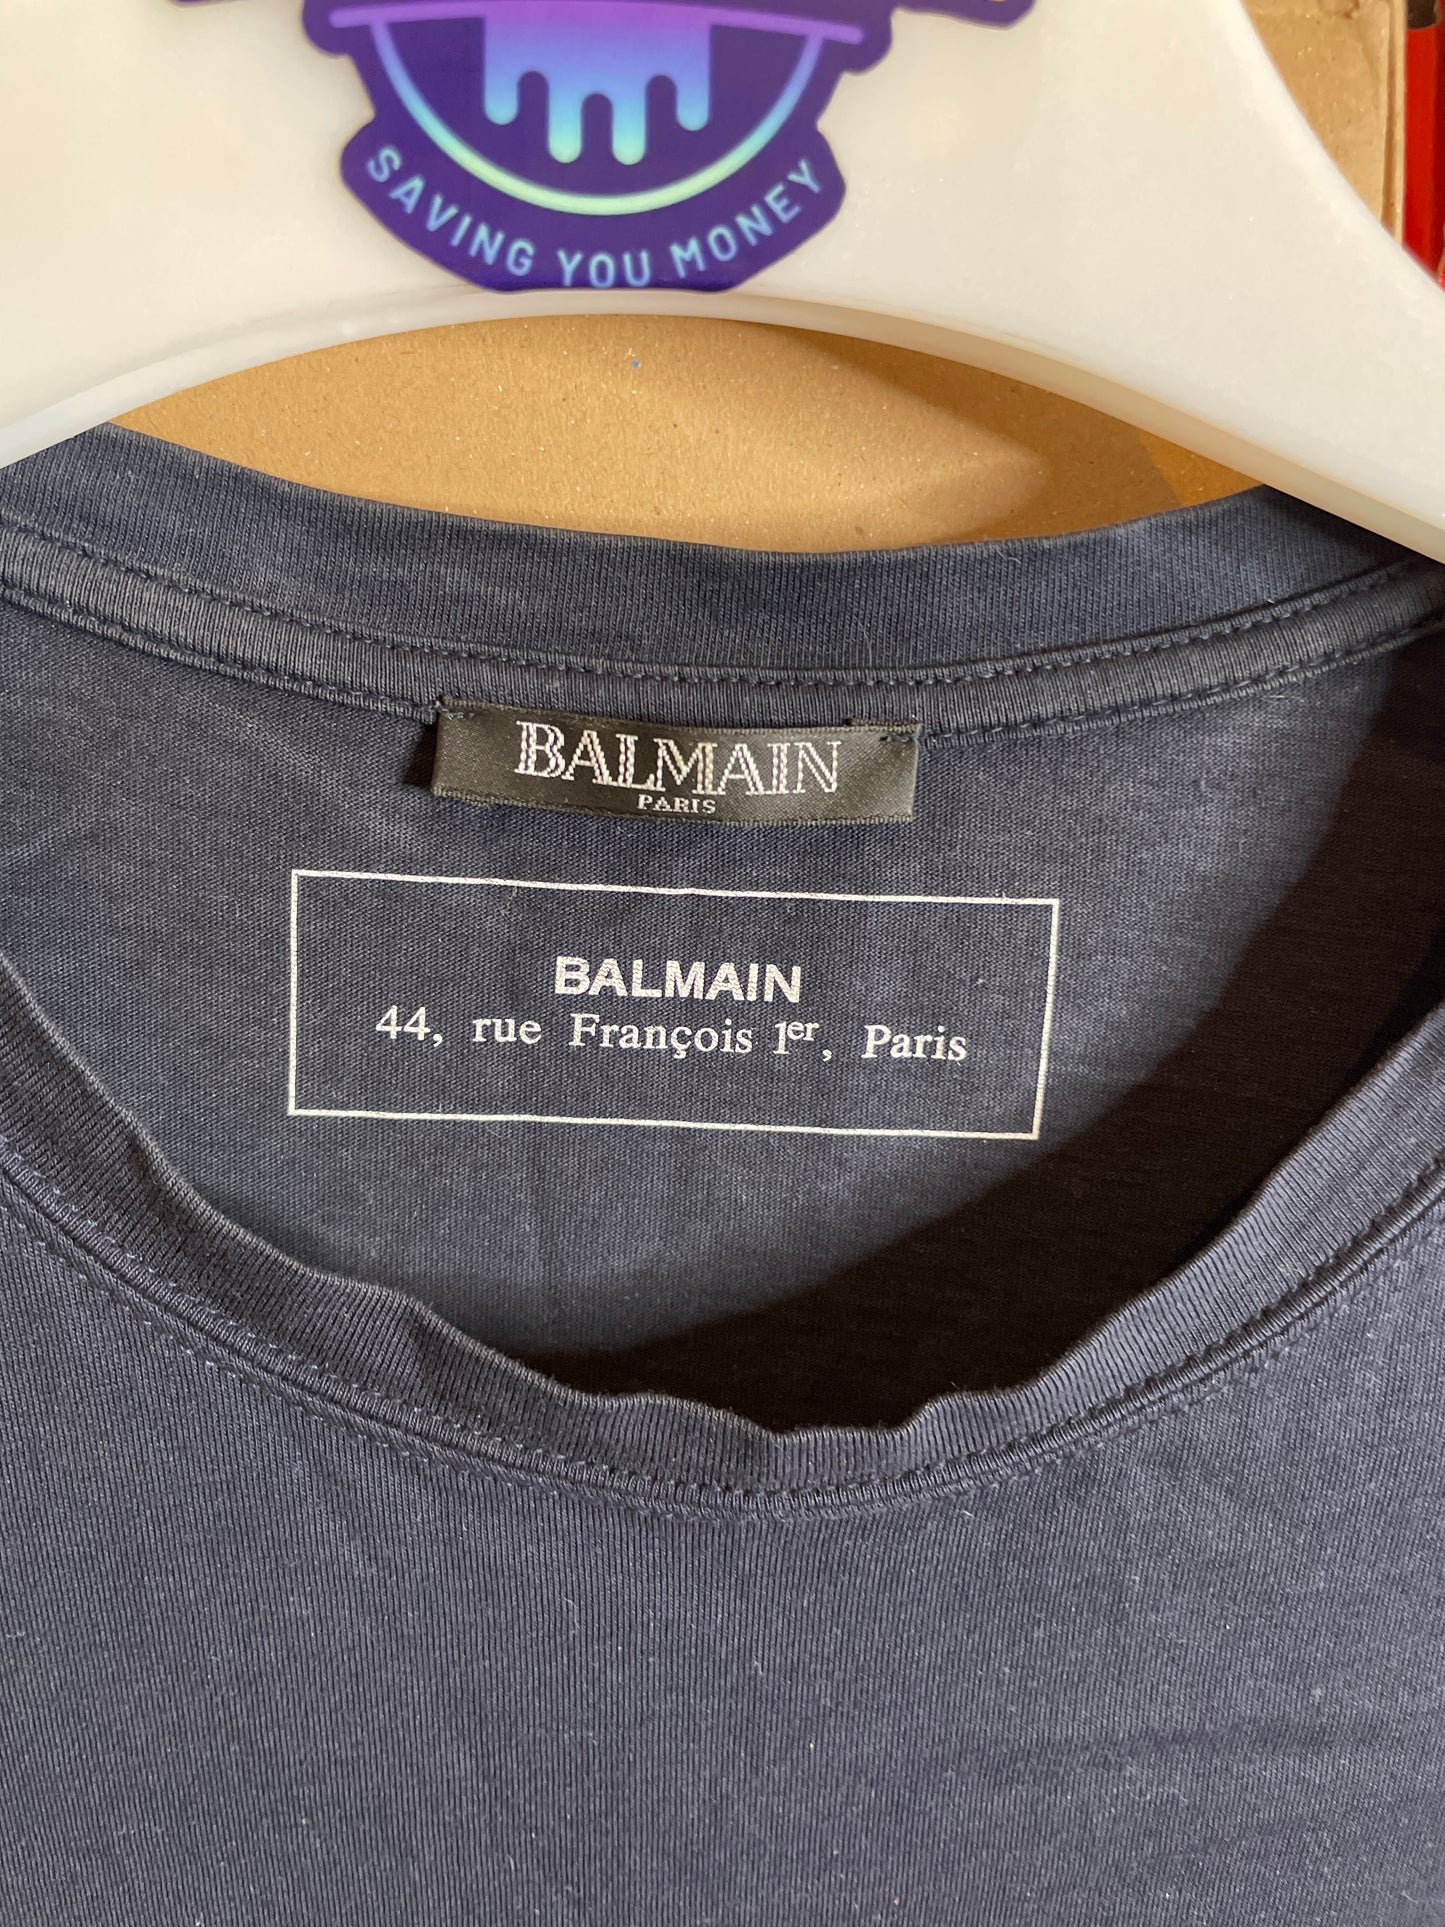 SAVING YOU MONEY
BALMAIN
PARIS
BALMAIN
44, rue François 1er, Paris